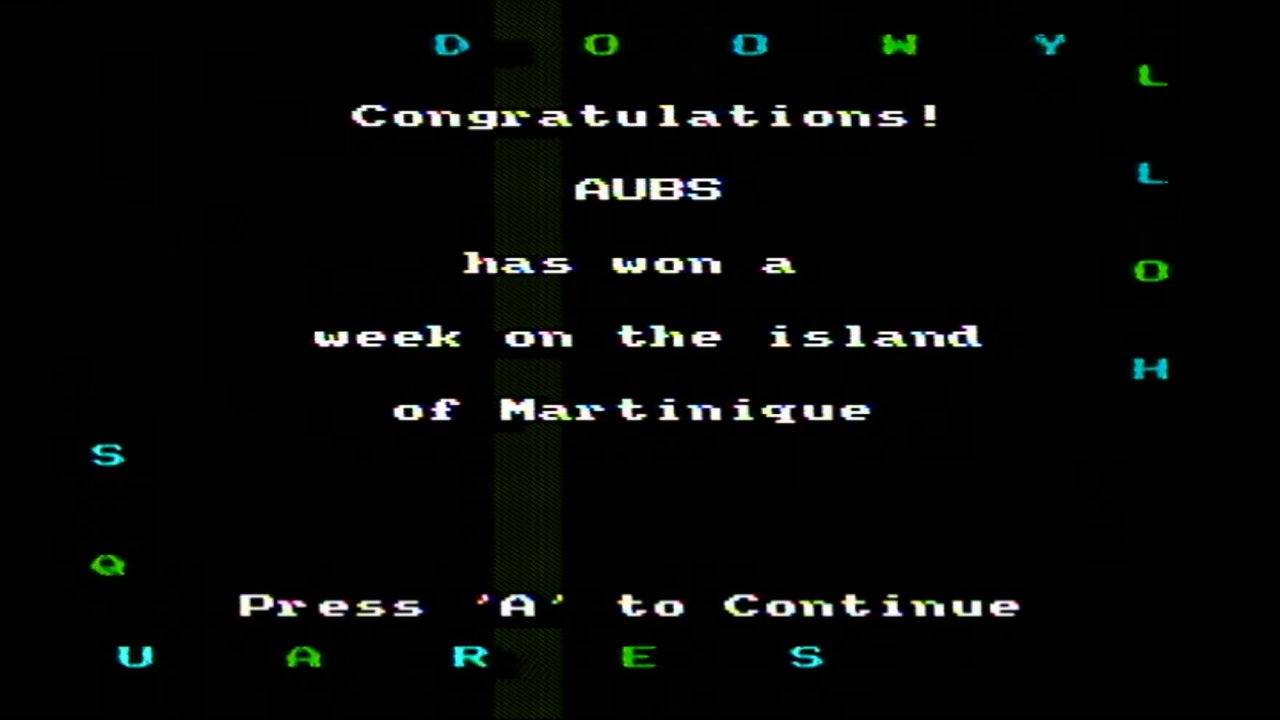 D O O W Y
L
Congratulations!
L
AUBS
has won a
O
week on the island
H
of Martinique
S
Q
Press 'A' to Continue
U A R E S